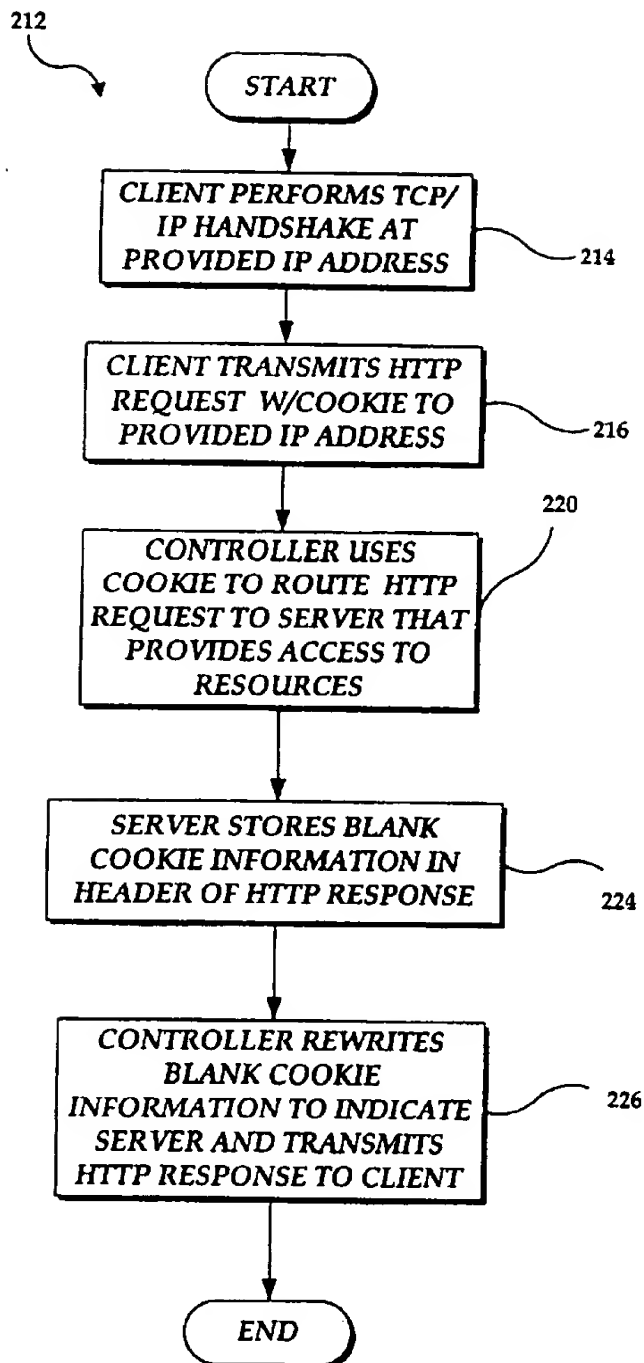 212
START
CLIENT PERFORMS TCP/
IP HANDSHAKE AT
PROVIDED IP ADDRESS
214
CLIENT TRANSMITS HTTP
REQUEST W/COOKIE TO
PROVIDED IP ADDRESS
216
220
CONTROLLER USES
COOKIE TO ROUTE HTTP
REQUEST TO SERVER THAT
PROVIDES ACCESS TO
RESOURCES
SERVER STORES BLANK
COOKIE INFORMATION IN
HEADER OF HTTP RESPONSE
224
CONTROLLER REWRITES
BLANK COOKIE
INFORMATION TO INDICATE
SERVER AND TRANSMITS
HTTP RESPONSE TO CLIENT
226
END